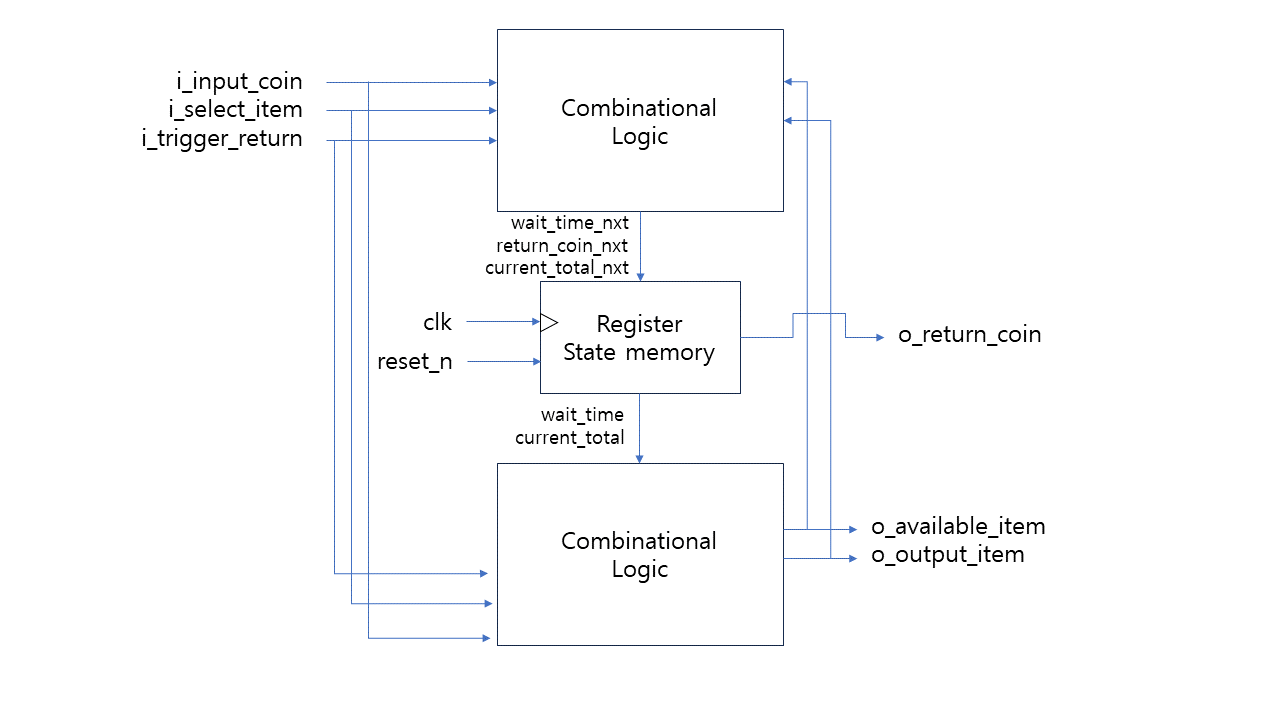 i_input_coin
i_select_item
i_trigger_return
Combinational
Logic
wait_time_nxt
return_coin_nxt
current_total_nxt
clk
reset_n
Register
State memory
o_return_coin
wait_time
current_total
Combinational
Logic
o_available_item
o_output_item